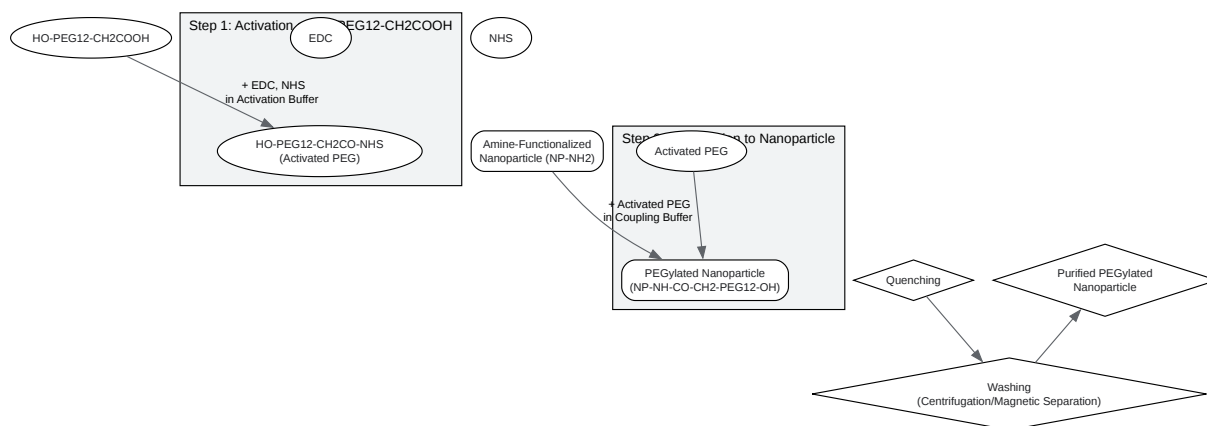 Step 1: Activation PEG12-CH2COOH
HO-PEG12-CH2COOH
EDC
NHS
+ EDC, NHS
in Activation Buffer
HO-PEG12-CH2CO-NHS
(Activated PEG)
Amine-Functionalized
Nanoparticle (NP-NH2)
Step to Nanoparticle
Activated PEG
+ Activated PEG
in Coupling Buffer
PEGylated Nanoparticle
(NP-NH-CO-CH2-PEG12-OH)
Quenching
Purified PEGylated
Nanoparticle
Washing
(Centrifugation/Magnetic Separation)